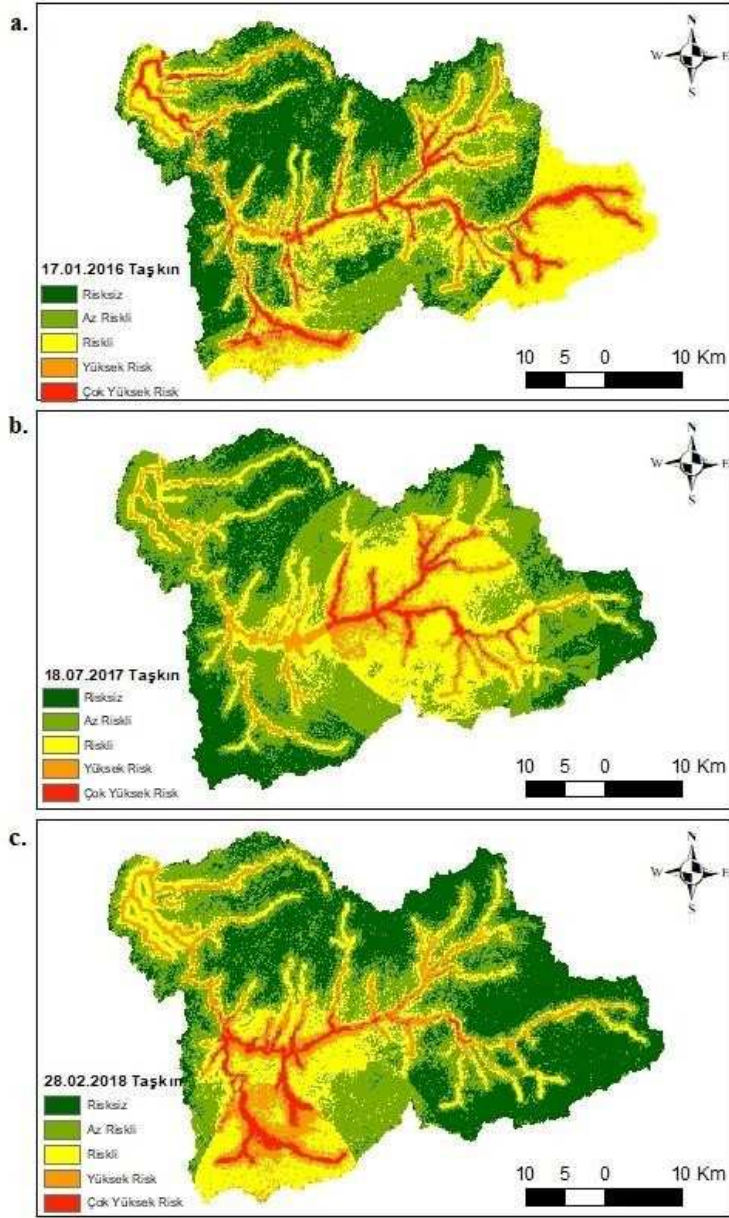 a.
N
W E
S
17.01.2016 Taşkın
Risksiz
Az Riskli
Riskli
Yüksek Risk
Çok Yüksek Risk
10 5 0 10 Km
b.
N
W E
S
18.07.2017 Taşkın
Risksiz
Az Riskli
Riskli
Yüksek Risk
Çok Yüksek Risk
10 5 0 10 Km
c.
N
W E
S
28.02.2018 Taşkın
Risksiz
Az Riskli
Riskli
Yüksek Risk
Çok Yüksek Risk
10 5 0 10 Km